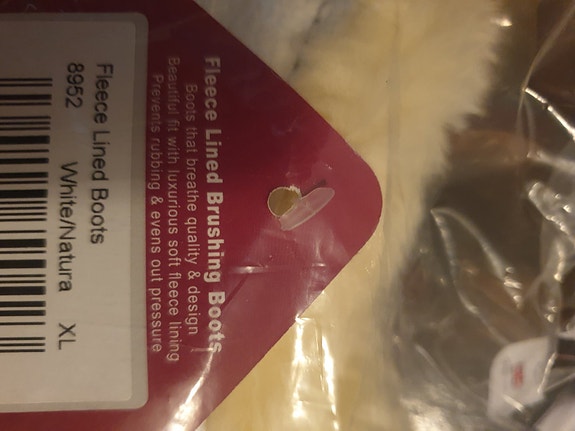 Fleece Lined Brushing Boots
Boots that breathe quality & design
Beautiful fit with luxurious soft fleece lining
Prevents rubbing & evens out pressure
Fleece Lined Boots
8952 White/Natura XL